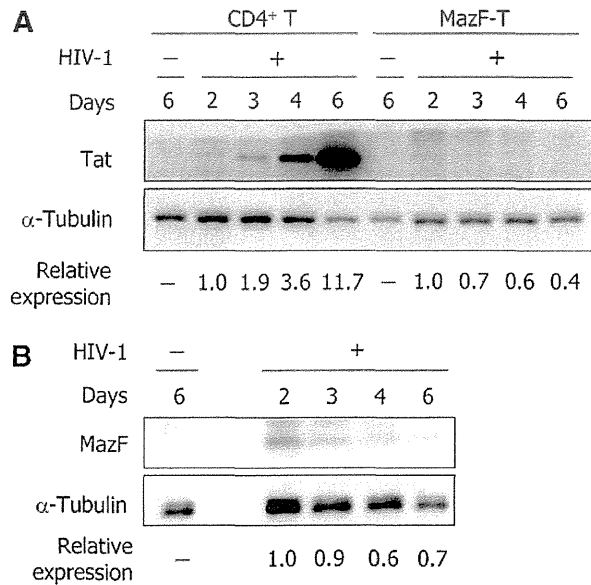 A
CD4+ T MazF-T
HIV-1 – + – +
Days 6 2 3 4 6 6 2 3 4 6
Tat
α-Tubulin
Relative
expression – 1.0 1.9 3.6 11.7 – 1.0 0.7 0.6 0.4
B
HIV-1 – +
Days 6 2 3 4 6
MazF
α-Tubulin
Relative
expression – 1.0 0.9 0.6 0.7